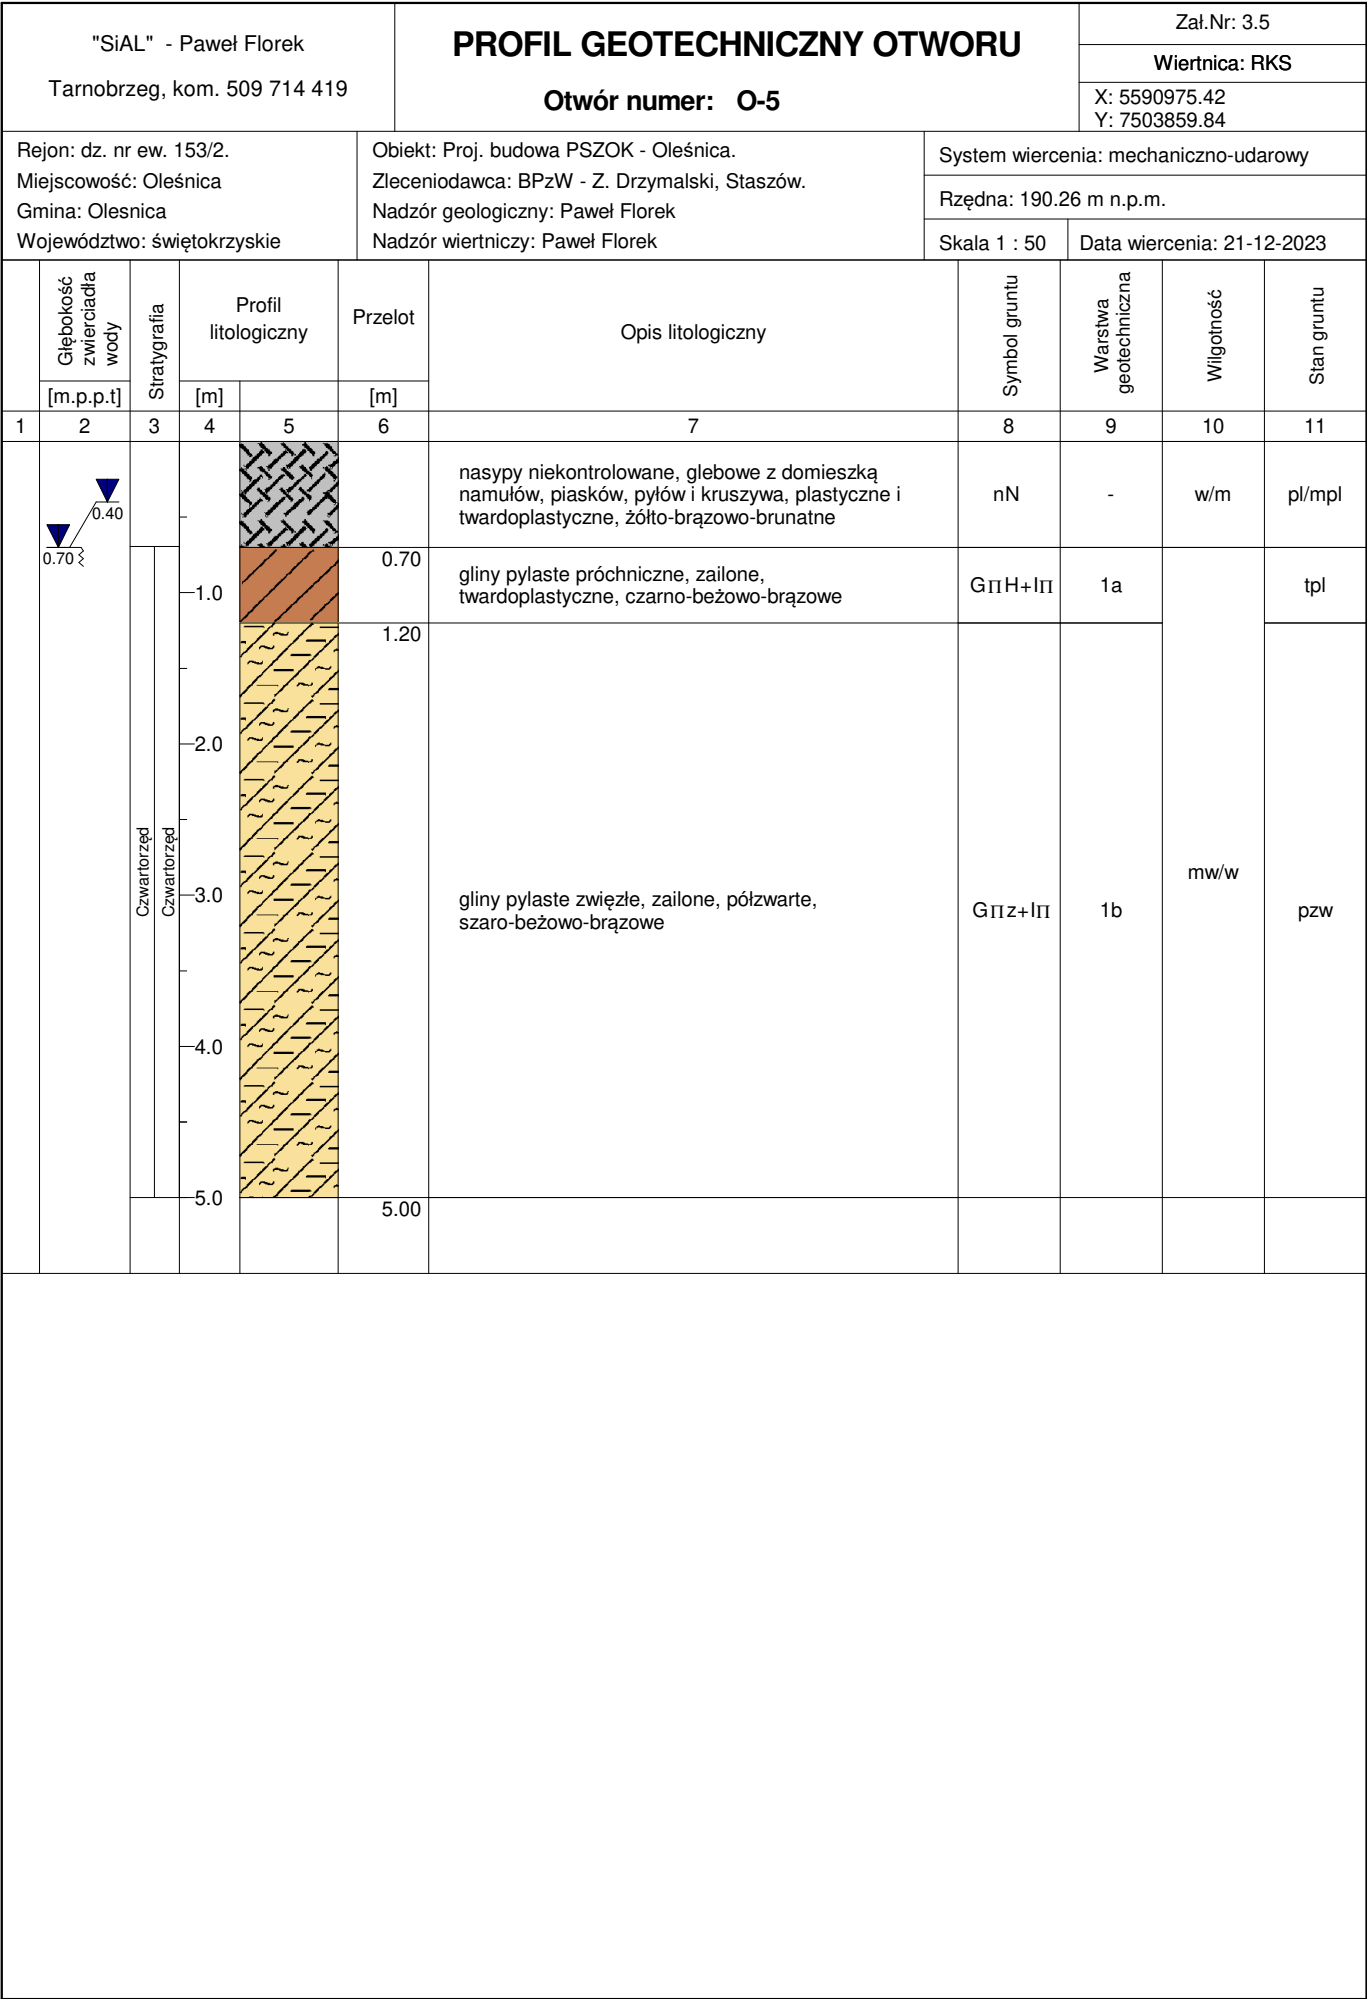 "SiAL" - Paweł Florek
Tarnobrzeg, kom. 509 714 419
PROFIL GEOTECHNICZNY OTWORU
Otwór numer: O-5
Zał.Nr: 3.5
Wiertnica: RKS
X: 5590975.42
Y: 7503859.84
Rejon: dz. nr ew. 153/2.
Miejscowość: Oleśnica
Gmina: Olesnica
Województwo: świętokrzyskie
Obiekt: Proj. budowa PSZOK - Oleśnica.
Zleceniodawca: BPzW - Z. Drzymalski, Staszów.
Nadzór geologiczny: Paweł Florek
Nadzór wiertniczy: Paweł Florek
System wiercenia: mechaniczno-udarowy
Rzędna: 190.26 m n.p.m.
Skala 1 : 50
Data wiercenia: 21-12-2023
Głębokość
zwierciadła
wody
[m.p.p.t]
Stratygrafia
Profil
litologiczny
[m]
Przelot
[m]
Opis litologiczny
Symbol gruntu
Warstwa
geotechniczna
Wilgotność
Stan gruntu
1 2 3 4 5 6 7 8 9 10 11
0.40
0.70
nasypy niekontrolowane, glebowe z domieszką
namułów, piasków, pyłów i kruszywa, plastyczne i
twardoplastyczne, żółto-brązowo-brunatne
nN
-
w/m
pl/mpl
0.70
1.0
gliny pylaste próchniczne, zailone,
twardoplastyczne, czarno-beżowo-brązowe
GΠH+IΠ
1a
tpl
1.20
2.0
Czwartorzęd
Czwartorzęd
3.0
gliny pylaste zwięzłe, zailone, półzwarte,
szaro-beżowo-brązowe
GΠz+IΠ
1b
mw/w
pzw
4.0
5.0
5.00